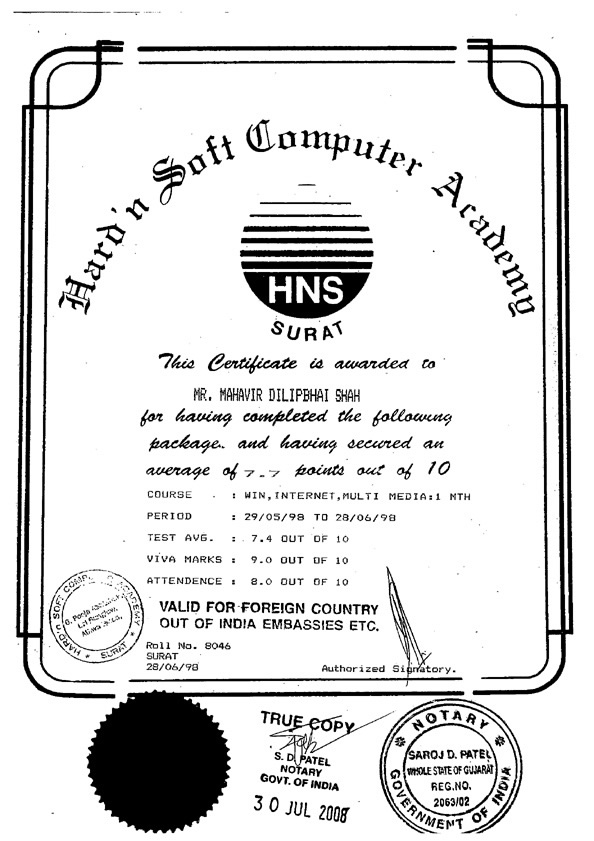 Hard'n Soft Computer Academy
HNS
SURAT
This Certificate is awarded to
MR. MAHAVIR DILIPBHAI SHAH
for having completed the following
package. and having secured an
average of 7.7 points out of 10
COURSE : WIN,INTERNET,MULTI MEDIA:1 MTH
PERIOD : 29/05/98 TO 28/06/98
TEST AVG. : 7.4 OUT OF 10
VIVA MARKS : 9.0 OUT OF 10
ATTENDENCE : 8.0 OUT OF 10
VALID FOR FOREIGN COUNTRY
OUT OF INDIA EMBASSIES ETC.
HARD'N SOFT COMP ACADEMY
SURAT
Roll No. 8046
SURAT
28/06/98
Authorized Signatory.
TRUE COPY
S. D. PATEL
NOTARY
GOVT. OF INDIA
30 JUL 2008
NOTARY
SAROJ D. PATEL
WHOLE STATE OF GUJARAT
REG.NO.
2063/02
GOVERNMENT OF INDIA